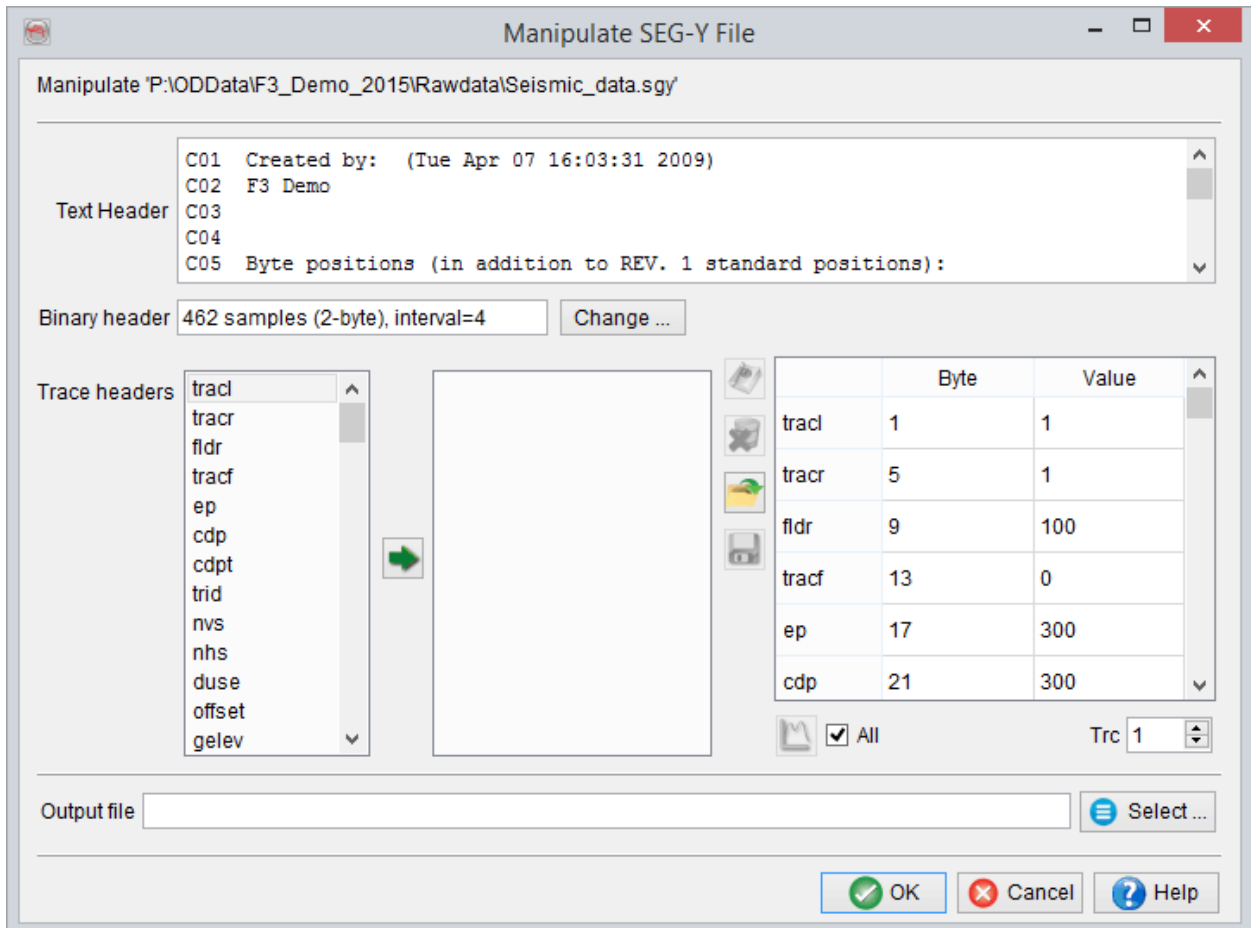 Manipulate SEG-Y File
Manipulate 'P:\ODData\F3_Demo_2015\Rawdata\Seismic_data.sgy'
Text Header
C01 Created by: (Tue Apr 07 16:03:31 2009)
C02 F3 Demo
C03
C04
C05 Byte positions (in addition to REV. 1 standard positions):
Binary header 462 samples (2-byte), interval=4 Change ...
Trace headers
tracl
tracr
fldr
tracf
ep
cdp
cdpt
trid
nvs
nhs
duse
offset
gelev
Byte Value
tracl 1 1
tracr 5 1
fldr 9 100
tracf 13 0
ep 17 300
cdp 21 300
All Trc 1
Output file Select ...
OK Cancel Help